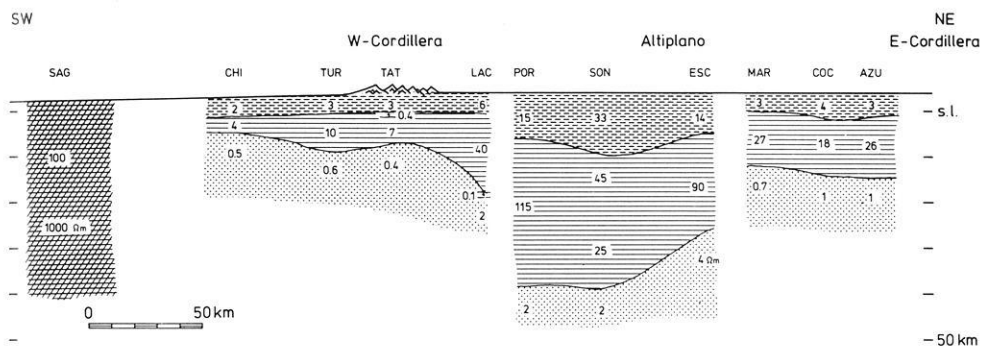 SW
NE
W-Cordillera
Altiplano
E-Cordillera
SAG
CHI
TUR
TAT
LAC
POR
SON
ESC
MAR
COC
AZU
s.l.
2
3
3
6
15
33
14
3
4
3
0.4
4
10
7
40
27
18
26
100
0.5
0.6
0.4
0.1
2
45
90
115
0.7
1
1
1000 Ωm
25
4 Ωm
2
2
0
50 km
50 km